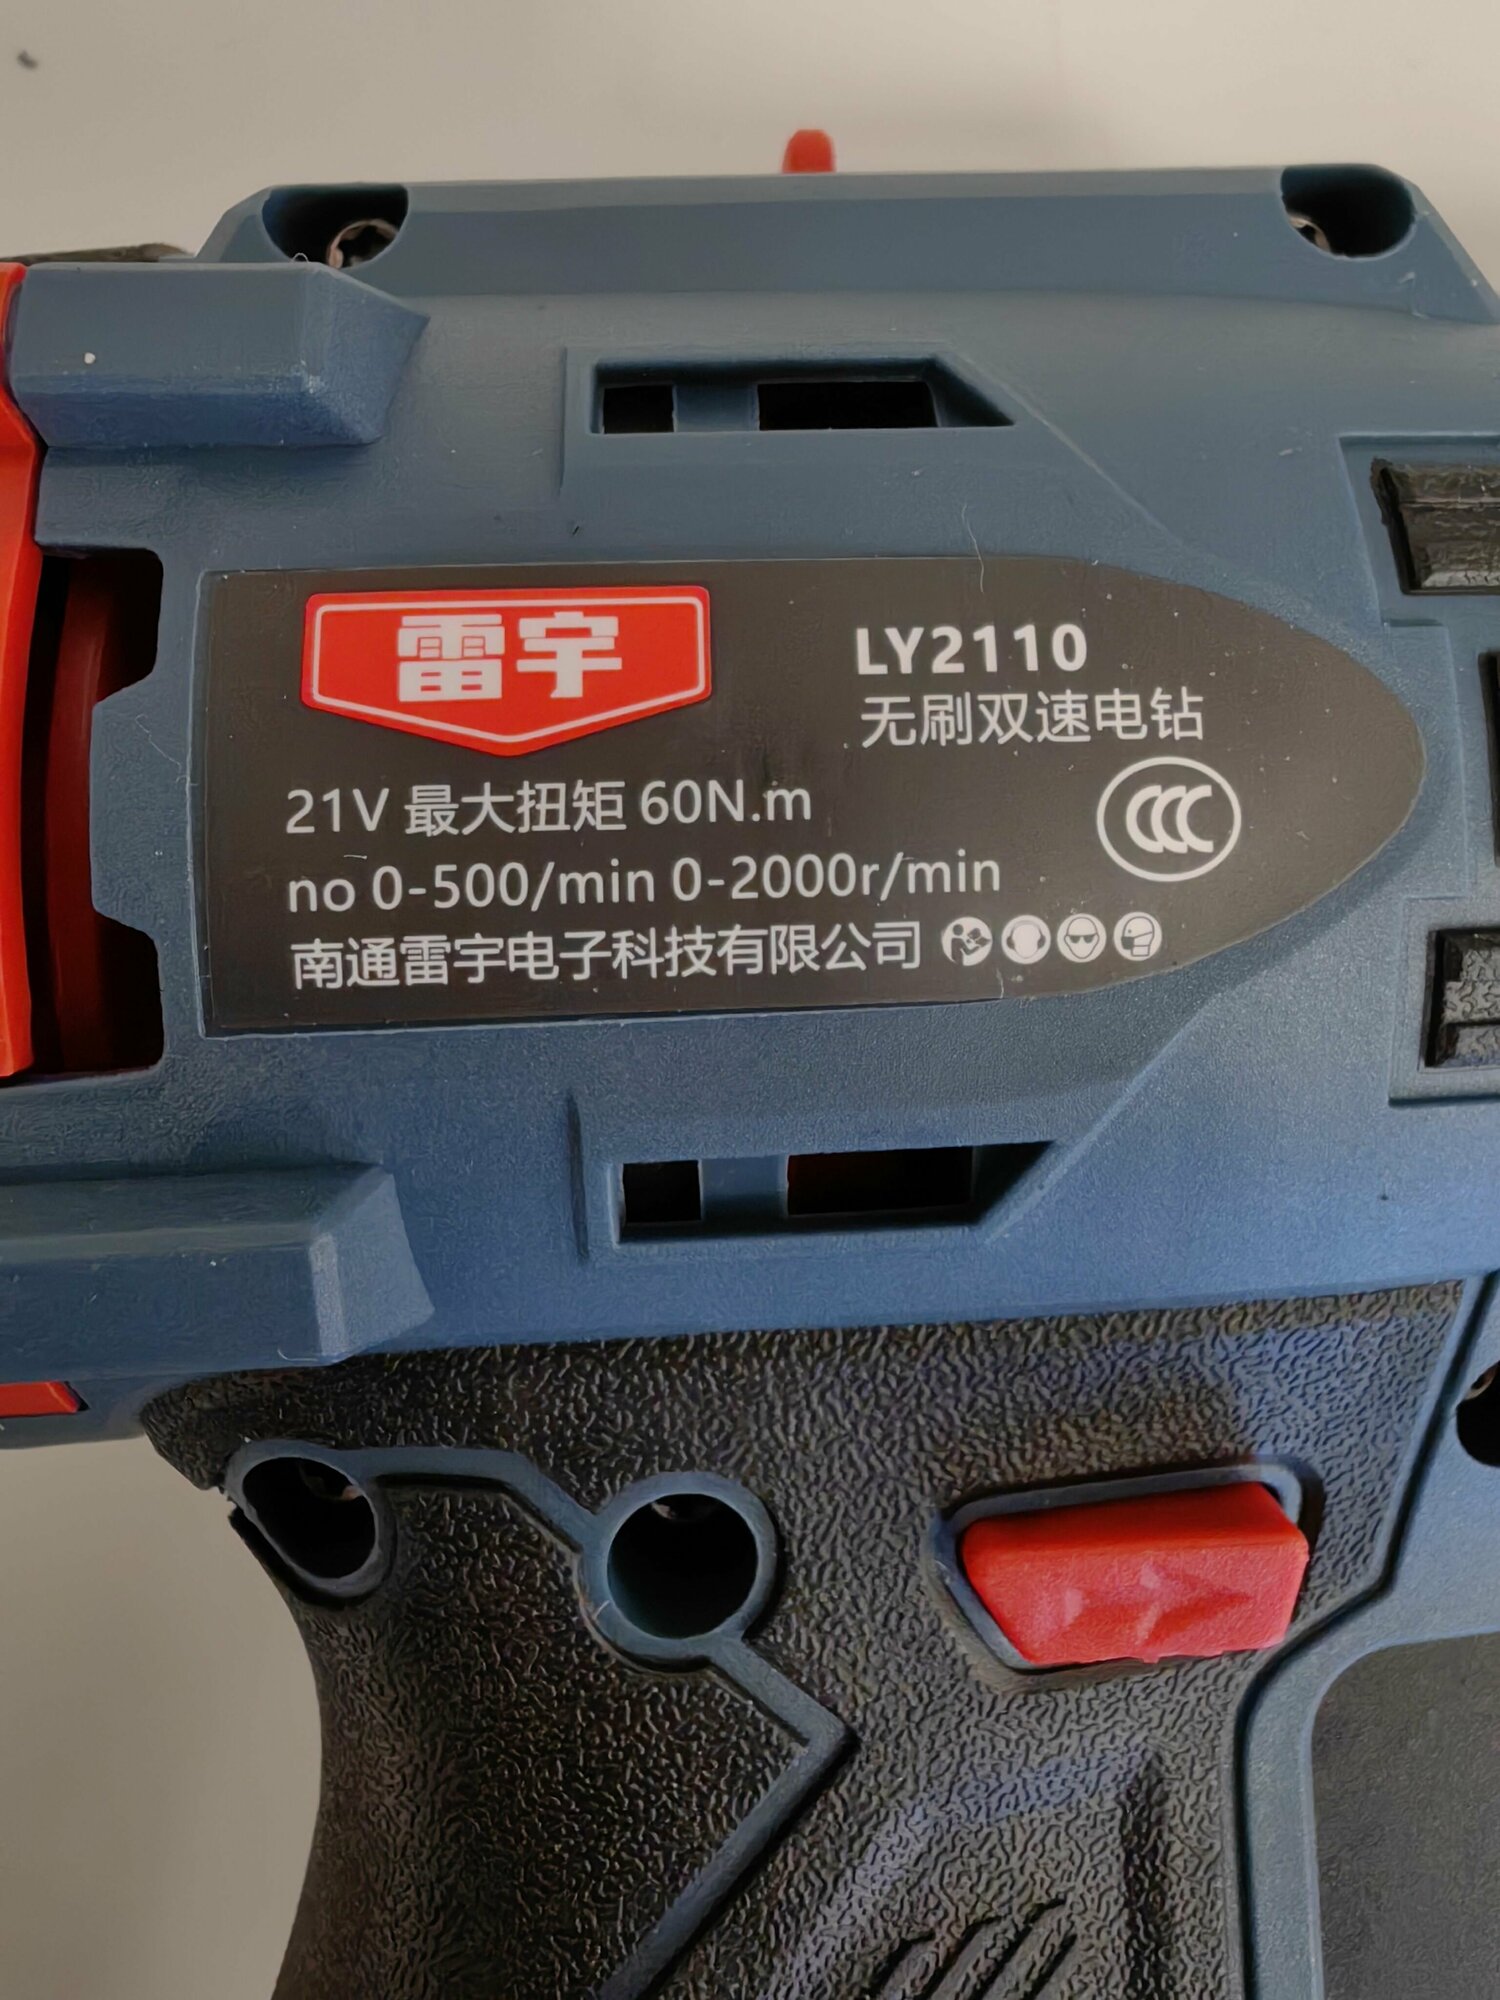 雷宇
LY2110
无刷双速电钻
21V 最大扭矩 60N.m
CCC
no 0-500/min 0-2000r/min
南通雷宇电子科技有限公司